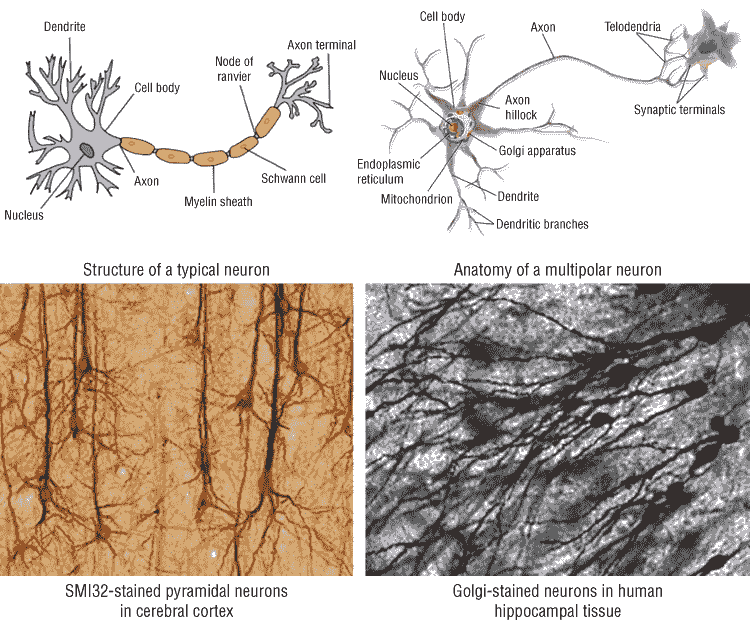 Dendrite
Cell body
Node of
ranvier
Axon terminal
Axon
Nucleus
Myelin sheath
Schwann cell
Structure of a typical neuron
Cell body
Axon
Telodendria
Nucleus
Axon
hillock
Synaptic terminals
Golgi apparatus
Endoplasmic
reticulum
Mitochondrion
Dendrite
Dendritic branches
Anatomy of a multipolar neuron
SMI32-stained pyramidal neurons
in cerebral cortex
Golgi-stained neurons in human
hippocampal tissue